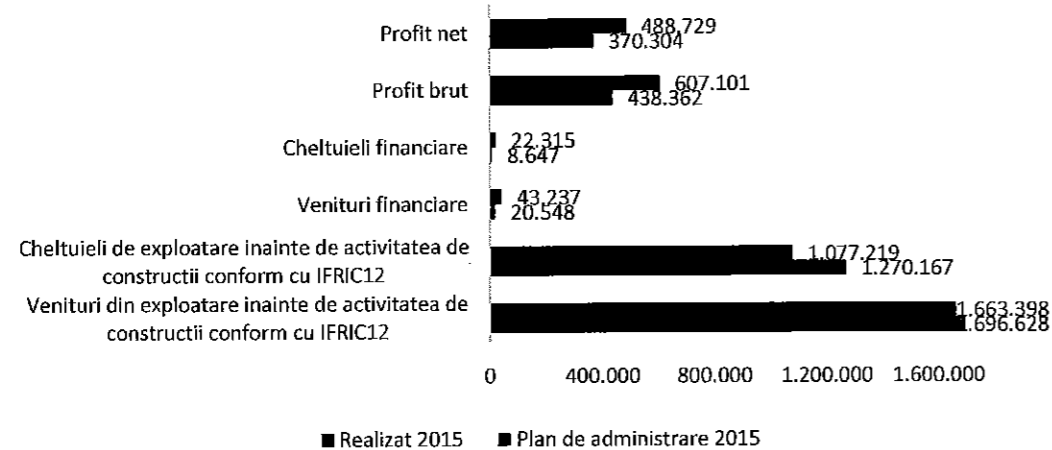 Profit net
488.729
370.304
Profit brut
607.101
438.362
Cheltuieli financiare
22.315
8.647
Venituri financiare
43.237
20.548
Cheltuieli de exploatare inainte de activitatea de
constructii conform cu IFRIC12
1.077.219
1.270.167
Venituri din exploatare inainte de activitatea de
constructii conform cu IFRIC12
1.663.398
1.696.628
0 400.000 800.000 1.200.000 1.600.000
Realizat 2015 Plan de administrare 2015